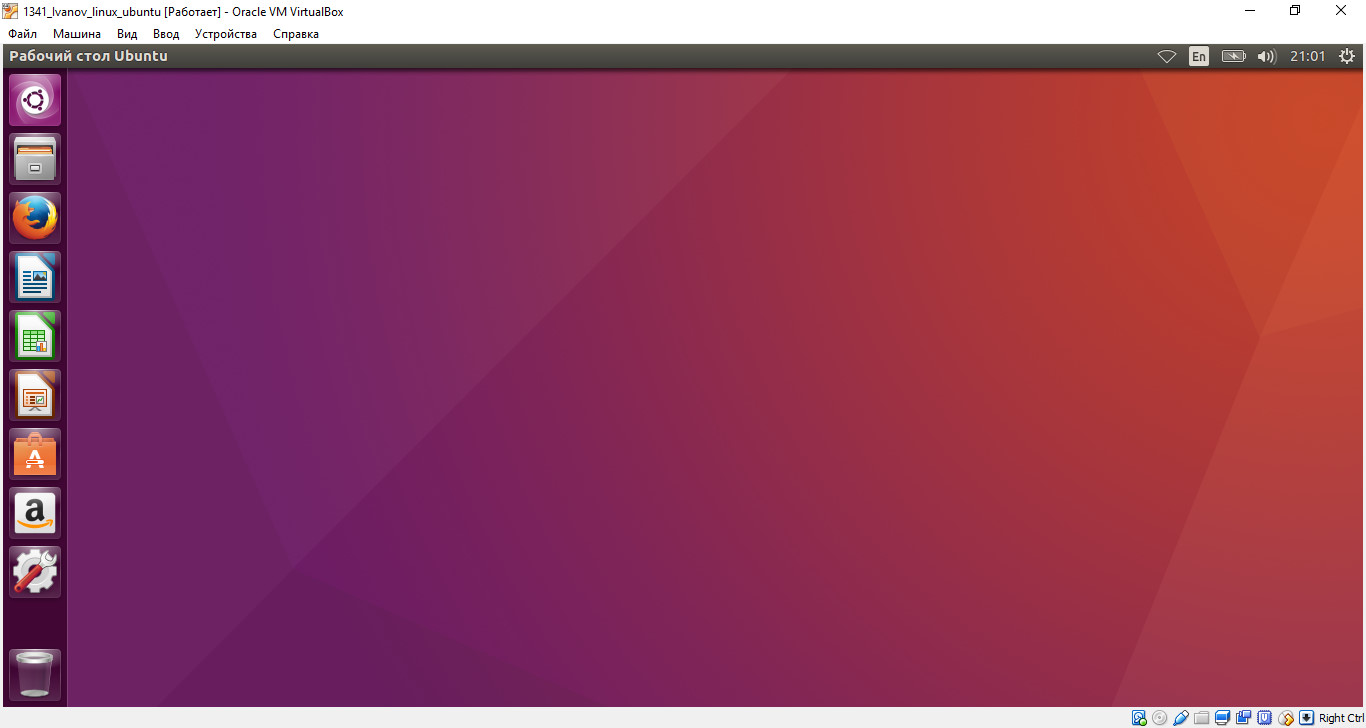 1341_Ivanov_linux_ubuntu [Работает] - Oracle VM VirtualBox
Файл Машина Вид Ввод Устройства Справка
Рабочий стол Ubuntu En 21:01
Right Ctrl